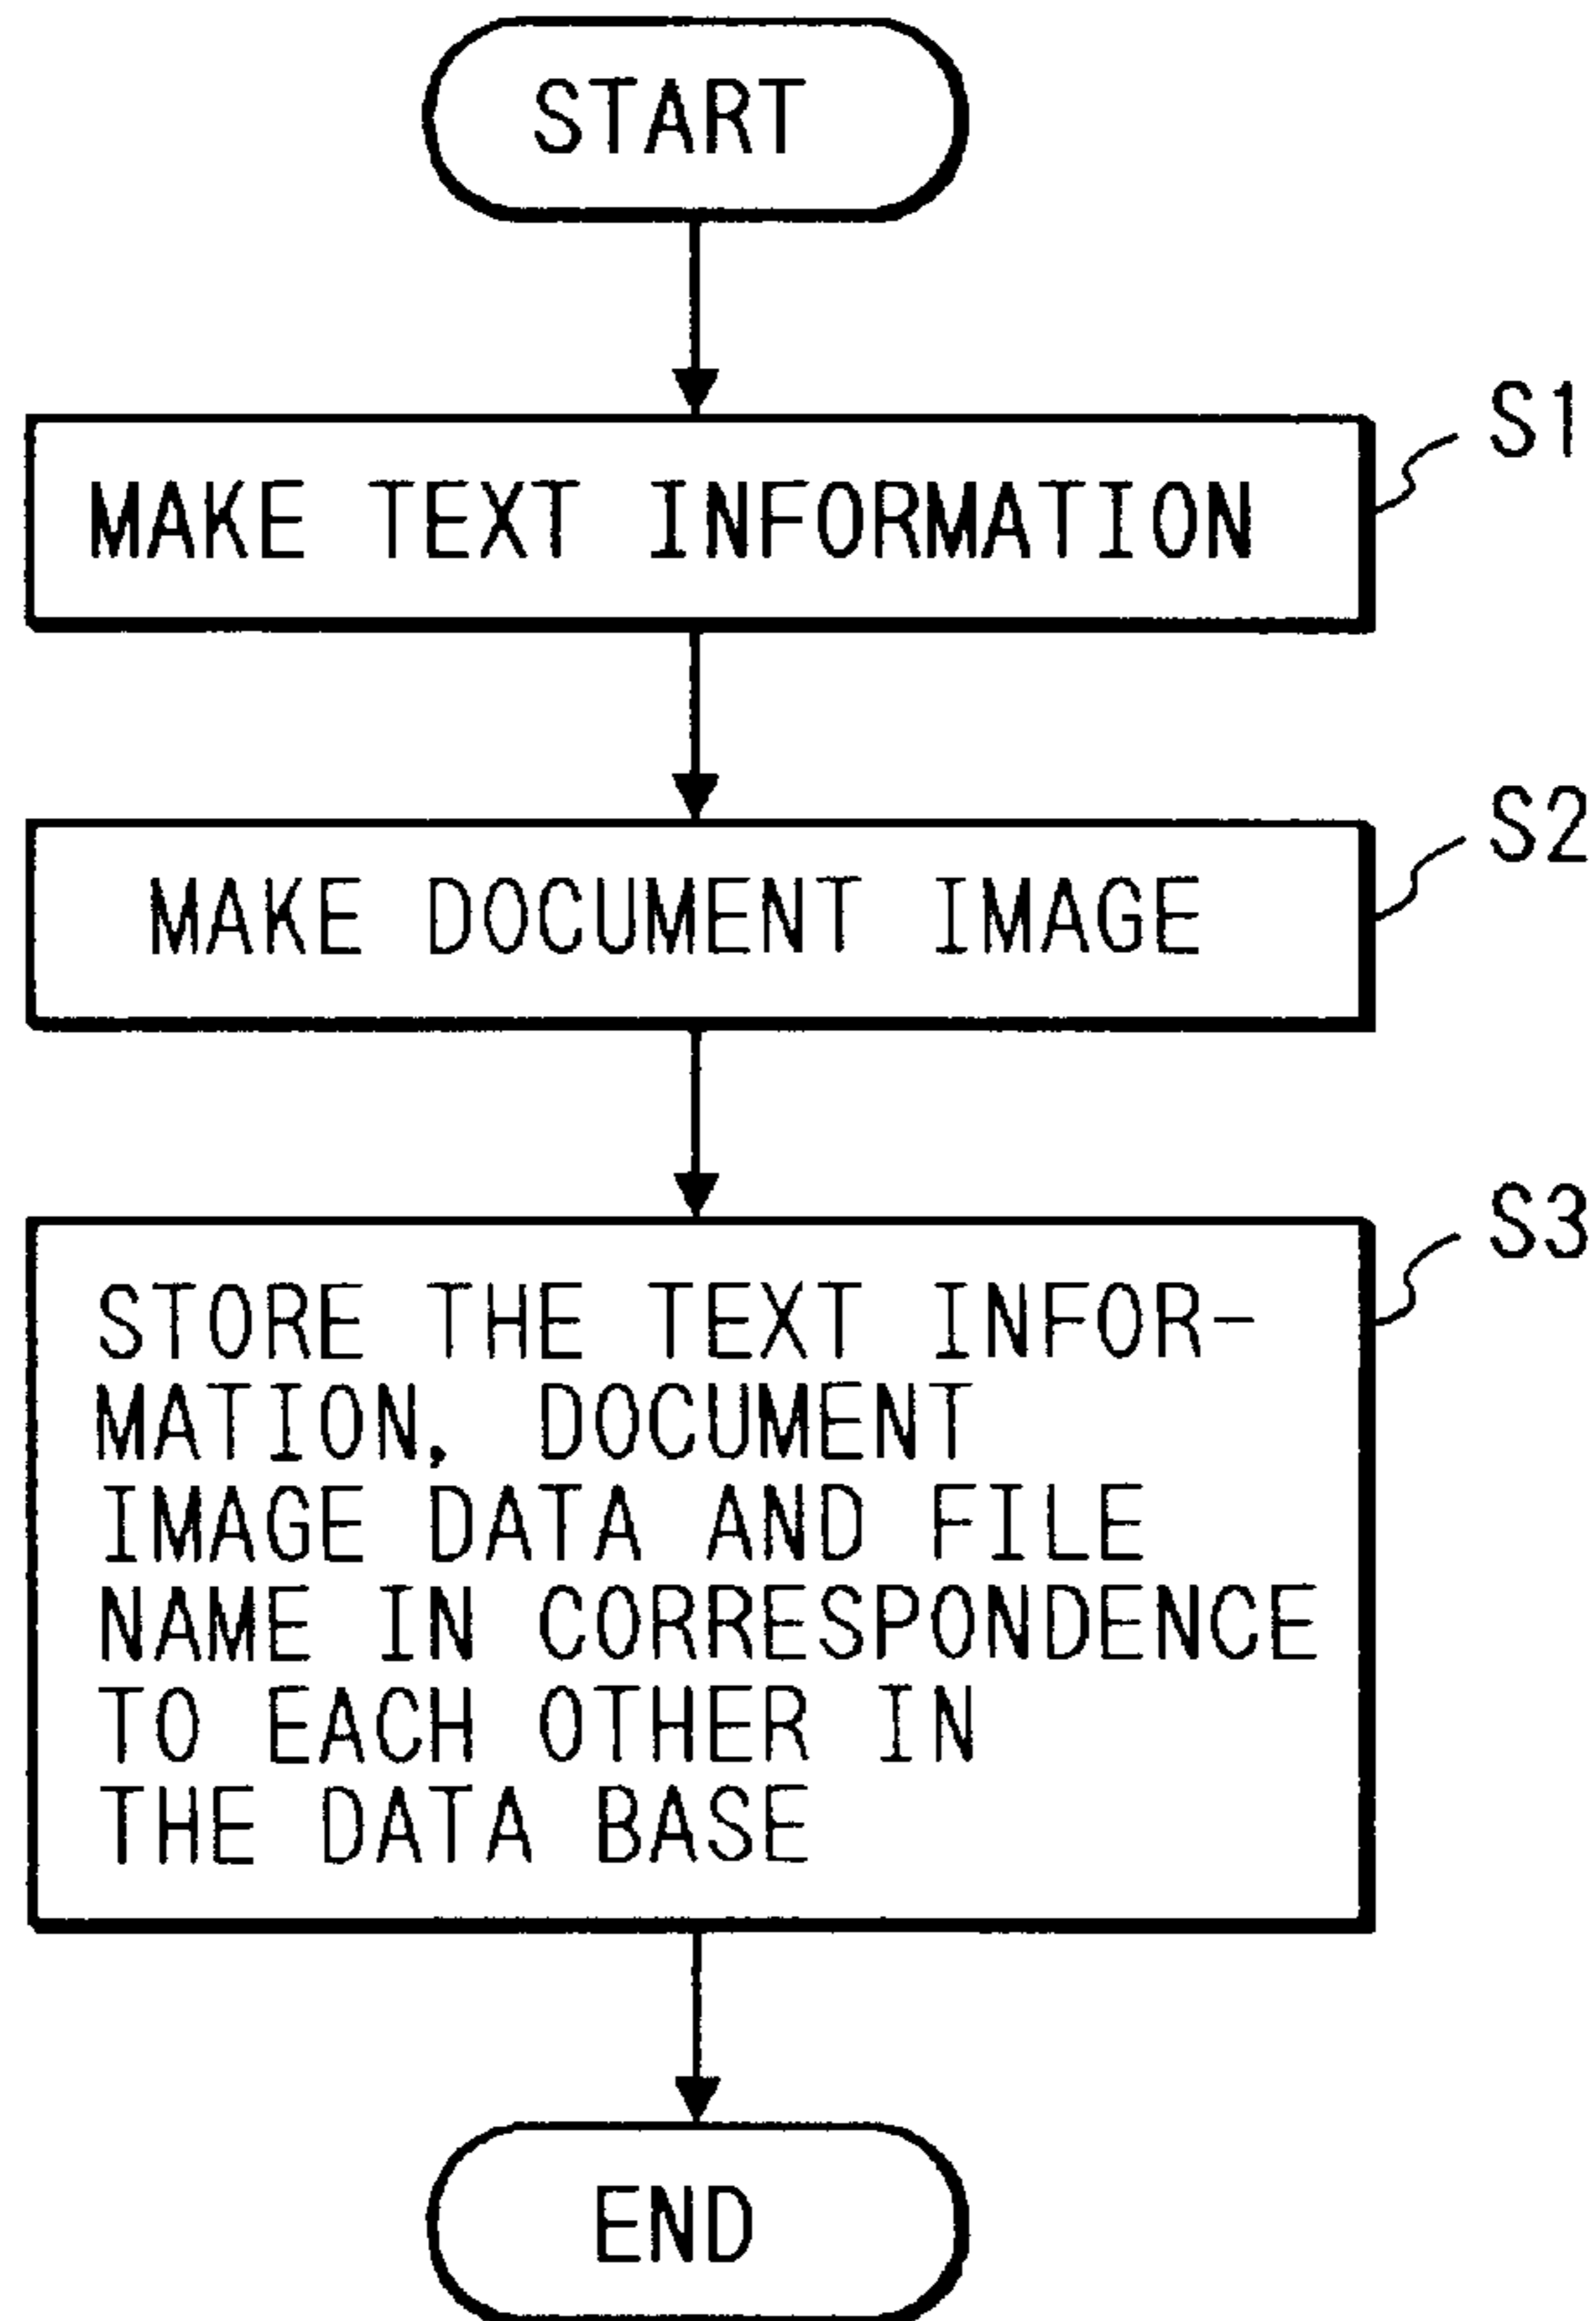 START
S1
MAKE TEXT INFORMATION
S2
MAKE DOCUMENT IMAGE
S3
STORE THE TEXT INFOR-
MATION, DOCUMENT
IMAGE DATA AND FILE
NAME IN CORRESPONDENCE
TO EACH OTHER IN
THE DATA BASE
END